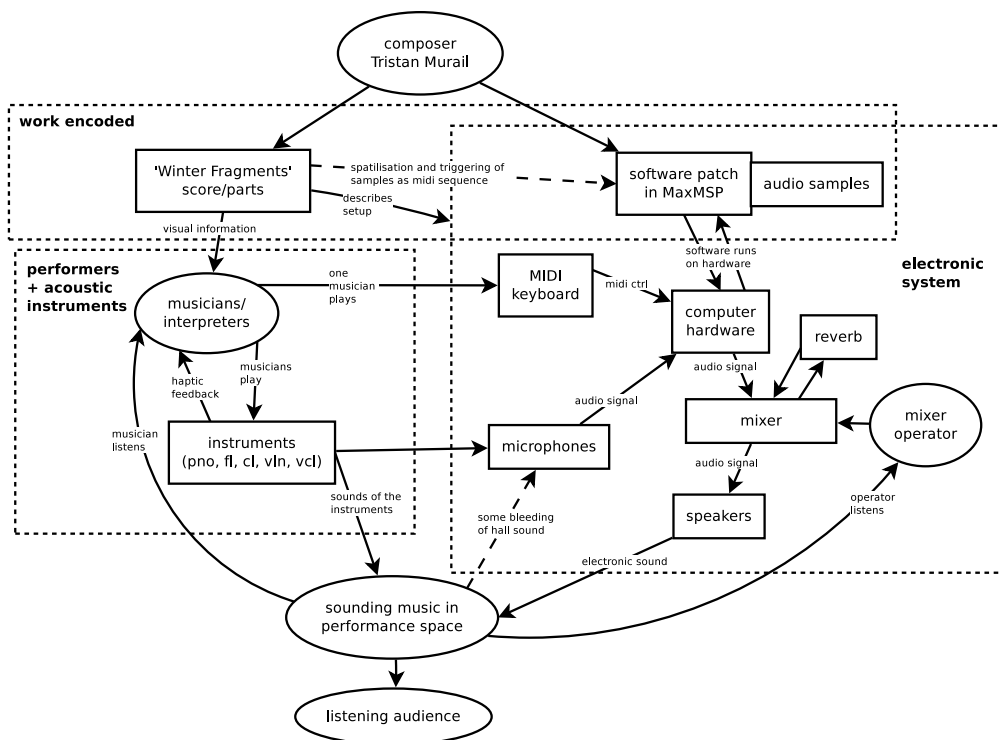 composer
Tristan Murail
work encoded
'Winter Fragments'
score/parts
spatilisation and triggering of
samples as midi sequence
describes
setup
software patch
in MaxMSP
audio samples
visual information
software runs
on hardware
electronic
system
performers
+ acoustic
instruments
one
musician
plays
MIDI
keyboard
midi ctrl
musicians/
interpreters
computer
hardware
reverb
haptic
feedback
musicians
play
audio signal
audio signal
musician
listens
instruments
(pno, fl, cl, vln, vcl)
microphones
mixer
mixer
operator
audio signal
sounds of the
instruments
some bleeding
of hall sound
speakers
operator
listens
electronic sound
sounding music in
performance space
listening audience